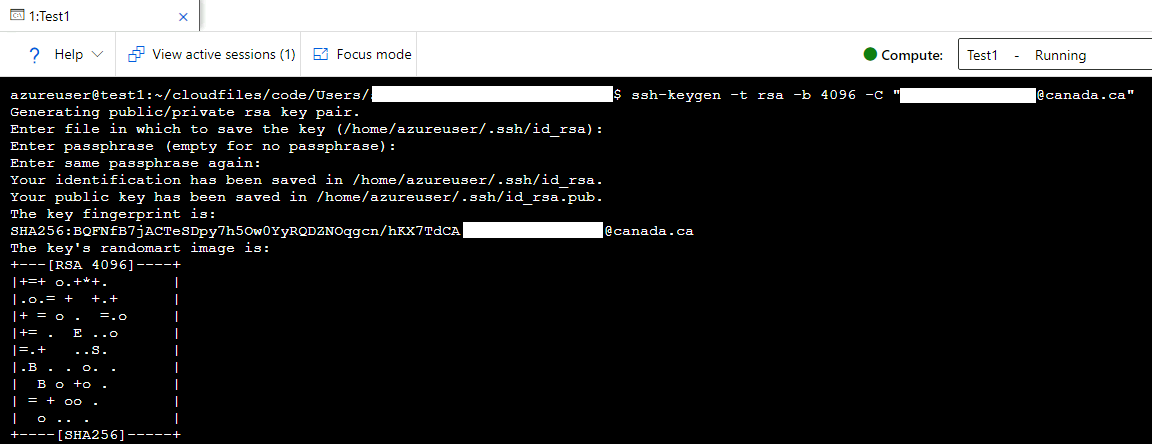 1:Test1 ×
? Help View active sessions (1) Focus mode Compute: Test1 - Running
azureuser@test1:~/cloudfiles/code/Users/ $ ssh-keygen -t rsa -b 4096 -C " @canada.ca"
Generating public/private rsa key pair.
Enter file in which to save the key (/home/azureuser/.ssh/id_rsa):
Enter passphrase (empty for no passphrase):
Enter same passphrase again:
Your identification has been saved in /home/azureuser/.ssh/id_rsa.
Your public key has been saved in /home/azureuser/.ssh/id_rsa.pub.
The key fingerprint is:
SHA256:BQFNfB7jACTeSDpy7h5Ow0YyRQDZNOqgcn/hKX7TdCA @canada.ca
The key's randomart image is:
+---[RSA 4096]----+
|+=+ o.+*+.       |
|.o.= +  +.+      |
|+ = o .  =.o     |
|+= .  E ..o      |
|=.+   ..S.       |
|.B . . o. .      |
|  B o +o .       |
| = + oo .        |
|  o .. .         |
+----[SHA256]-----+